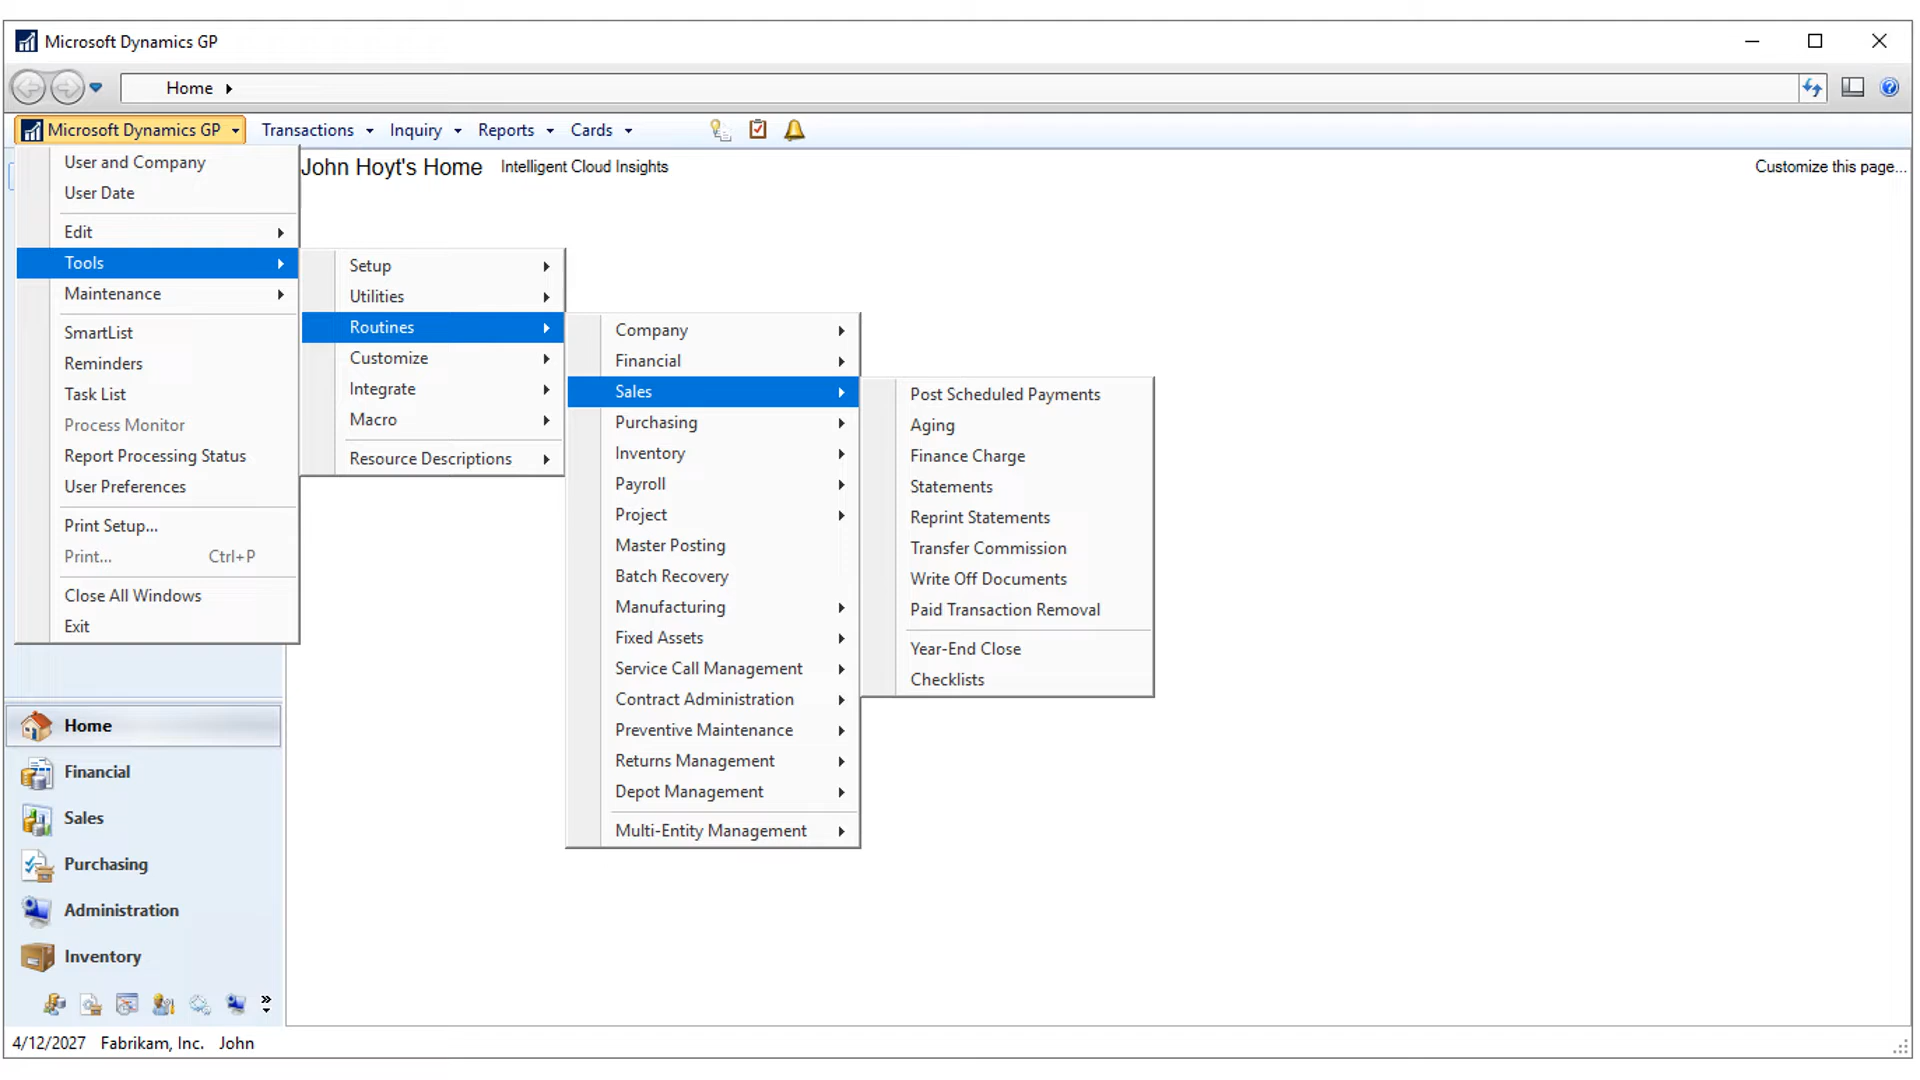 Microsoft Dynamics GP
Home
Microsoft Dynamics GP
Transactions
Inquiry
Reports
Cards
John Hoyt's Home
Intelligent Cloud Insights
Customize this page...
User and Company
User Date
Edit
Tools
Maintenance
SmartList
Reminders
Task List
Process Monitor
Report Processing Status
User Preferences
Print Setup...
Print... Ctrl+P
Close All Windows
Exit
Setup
Utilities
Routines
Customize
Integrate
Macro
Resource Descriptions
Company
Financial
Sales
Purchasing
Inventory
Payroll
Project
Master Posting
Batch Recovery
Manufacturing
Fixed Assets
Service Call Management
Contract Administration
Preventive Maintenance
Returns Management
Depot Management
Multi-Entity Management
Post Scheduled Payments
Aging
Finance Charge
Statements
Reprint Statements
Transfer Commission
Write Off Documents
Paid Transaction Removal
Year-End Close
Checklists
Home
Financial
Sales
Purchasing
Administration
Inventory
4/12/2027 Fabrikam, Inc. John